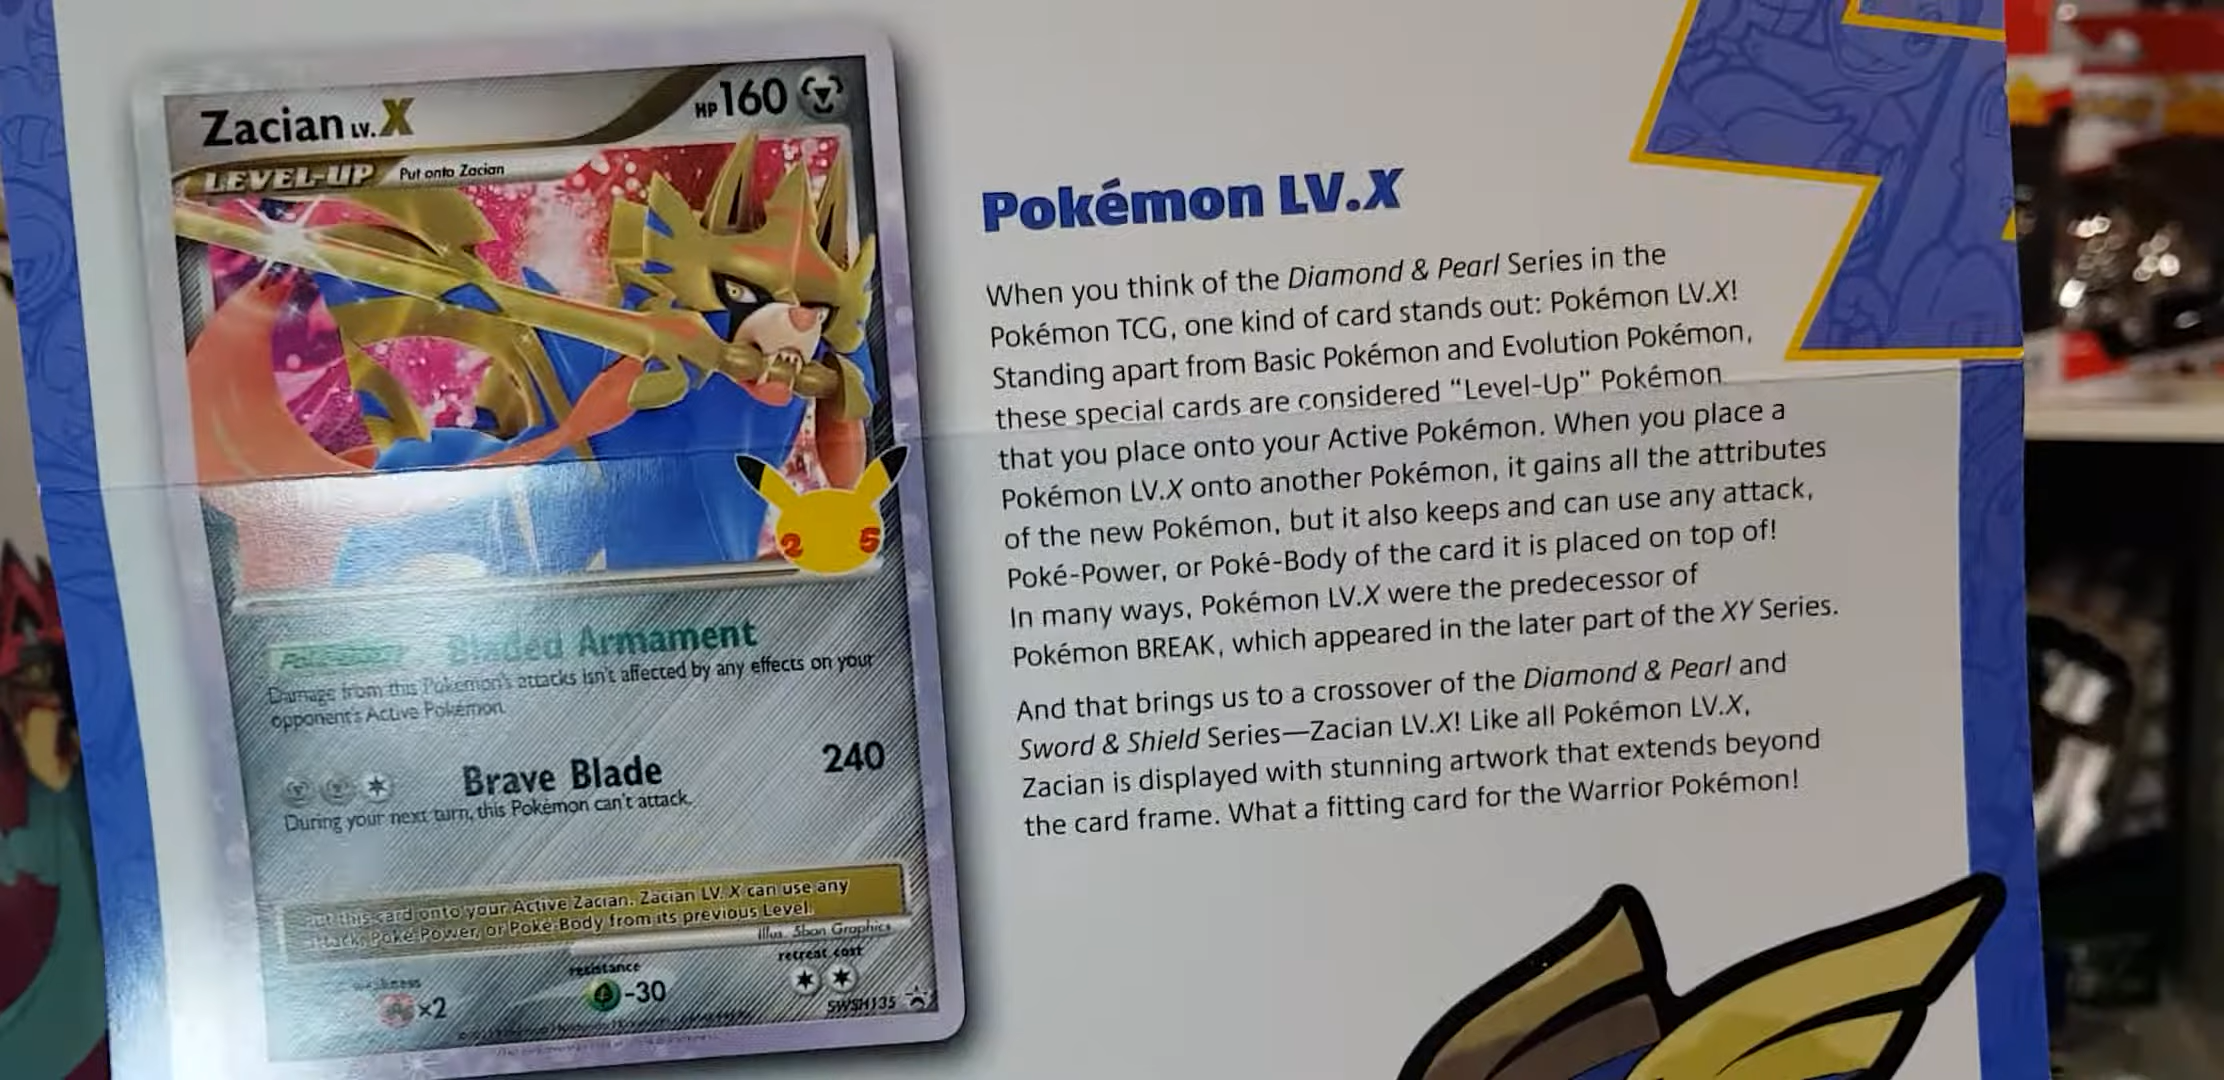 Zacian LV.X
HP160
LEVEL-UP Put onto Zacian
2 5
Bladed Armament
Damage from this Pokémon's attacks isn't affected by any effects on your
opponent's Active Pokémon.
Brave Blade 240
During your next turn, this Pokémon can't attack.
Put this card onto your Active Zacian. Zacian LV.X can use any
attack, Poké-Power, or Poké-Body from its previous Level.
Illus. 5ban Graphics
weakness
×2
resistance
-30
retreat cost
SWSH135
Pokémon LV.X
When you think of the Diamond & Pearl Series in the
Pokémon TCG, one kind of card stands out: Pokémon LV.X!
Standing apart from Basic Pokémon and Evolution Pokémon,
these special cards are considered “Level-Up” Pokémon
that you place onto your Active Pokémon. When you place a
Pokémon LV.X onto another Pokémon, it gains all the attributes
of the new Pokémon, but it also keeps and can use any attack,
Poké-Power, or Poké-Body of the card it is placed on top of!
In many ways, Pokémon LV.X were the predecessor of
Pokémon BREAK, which appeared in the later part of the XY Series.
And that brings us to a crossover of the Diamond & Pearl and
Sword & Shield Series—Zacian LV.X! Like all Pokémon LV.X,
Zacian is displayed with stunning artwork that extends beyond
the card frame. What a fitting card for the Warrior Pokémon!